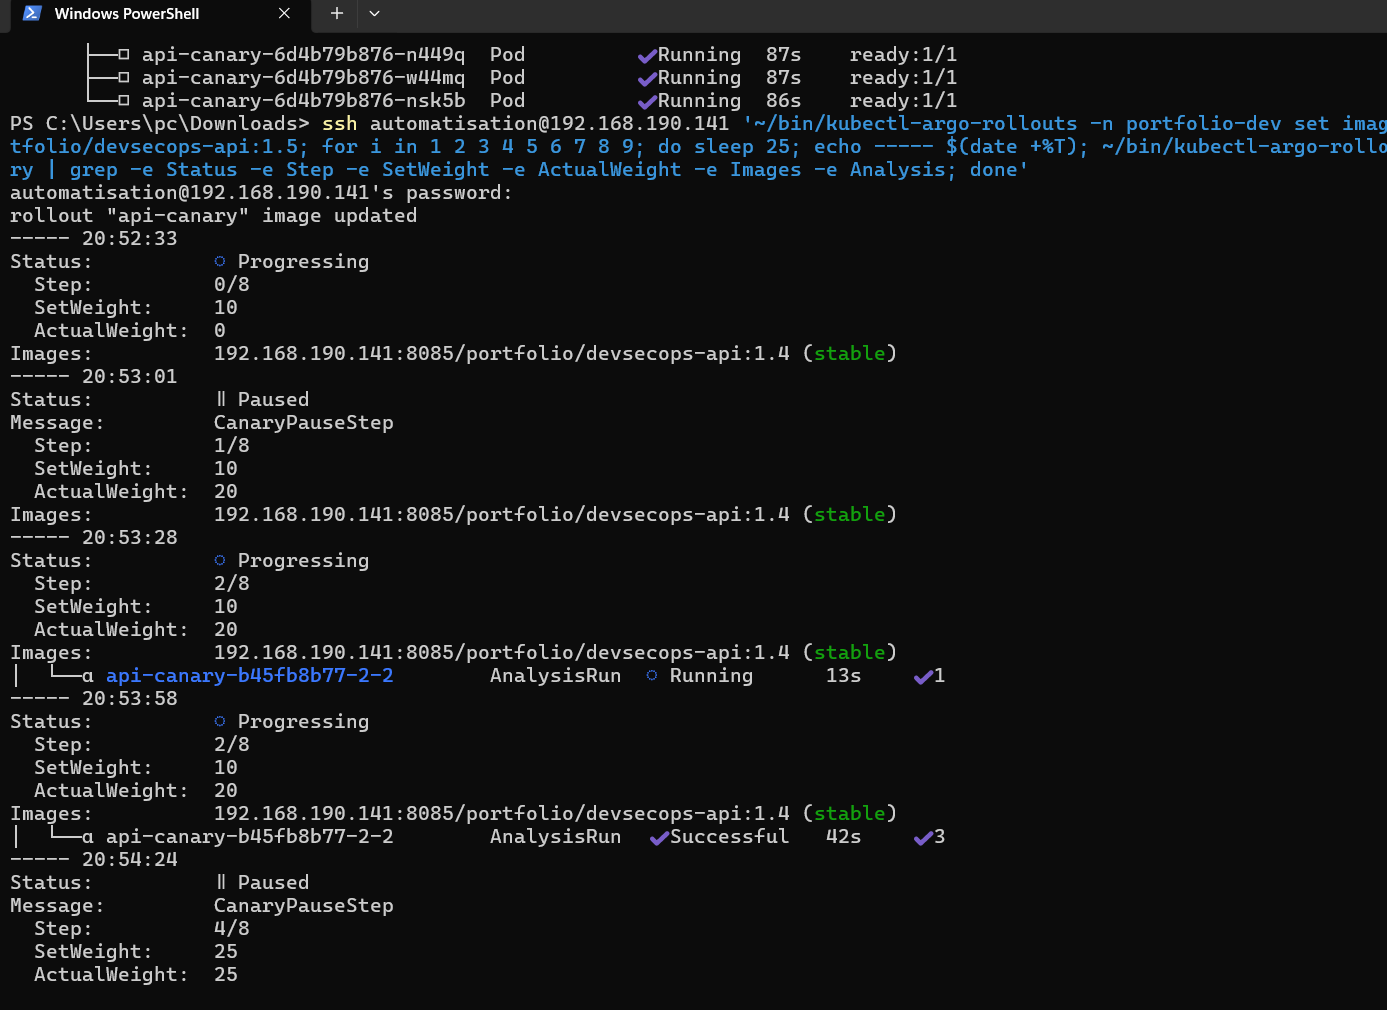 Windows PowerShell
├──□ api-canary-6d4b79b876-n449q Pod ✔Running 87s ready:1/1
├──□ api-canary-6d4b79b876-w44mq Pod ✔Running 87s ready:1/1
└──□ api-canary-6d4b79b876-nsk5b Pod ✔Running 86s ready:1/1
PS C:\Users\pc\Downloads> ssh automatisation@192.168.190.141 '~/bin/kubectl-argo-rollouts -n portfolio-dev set imag
tfolio/devsecops-api:1.5; for i in 1 2 3 4 5 6 7 8 9; do sleep 25; echo ----- $(date +%T); ~/bin/kubectl-argo-rollo
ry | grep -e Status -e Step -e SetWeight -e ActualWeight -e Images -e Analysis; done'
automatisation@192.168.190.141's password:
rollout "api-canary" image updated
----- 20:52:33
Status: ◌ Progressing
Step: 0/8
SetWeight: 10
ActualWeight: 0
Images: 192.168.190.141:8085/portfolio/devsecops-api:1.4 (stable)
----- 20:53:01
Status: ॥ Paused
Message: CanaryPauseStep
Step: 1/8
SetWeight: 10
ActualWeight: 20
Images: 192.168.190.141:8085/portfolio/devsecops-api:1.4 (stable)
----- 20:53:28
Status: ◌ Progressing
Step: 2/8
SetWeight: 10
ActualWeight: 20
Images: 192.168.190.141:8085/portfolio/devsecops-api:1.4 (stable)
│ └──α api-canary-b45fb8b77-2-2 AnalysisRun ◌ Running 13s ✔1
----- 20:53:58
Status: ◌ Progressing
Step: 2/8
SetWeight: 10
ActualWeight: 20
Images: 192.168.190.141:8085/portfolio/devsecops-api:1.4 (stable)
│ └──α api-canary-b45fb8b77-2-2 AnalysisRun ✔Successful 42s ✔3
----- 20:54:24
Status: ॥ Paused
Message: CanaryPauseStep
Step: 4/8
SetWeight: 25
ActualWeight: 25